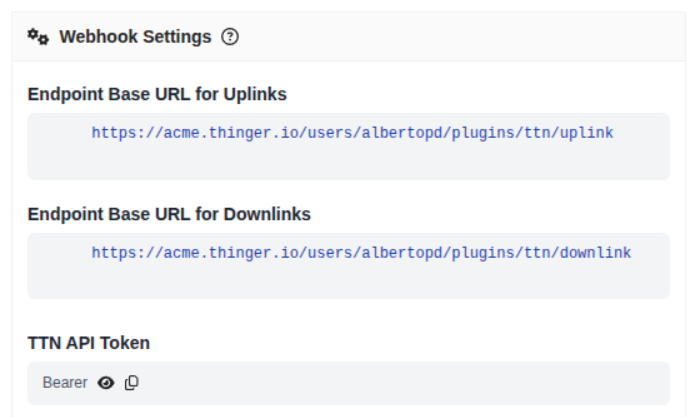 Webhook Settings
Endpoint Base URL for Uplinks
https://acme.thinger.io/users/albertopd/plugins/ttn/uplink
Endpoint Base URL for Downlinks
https://acme.thinger.io/users/albertopd/plugins/ttn/downlink
TTN API Token
Bearer